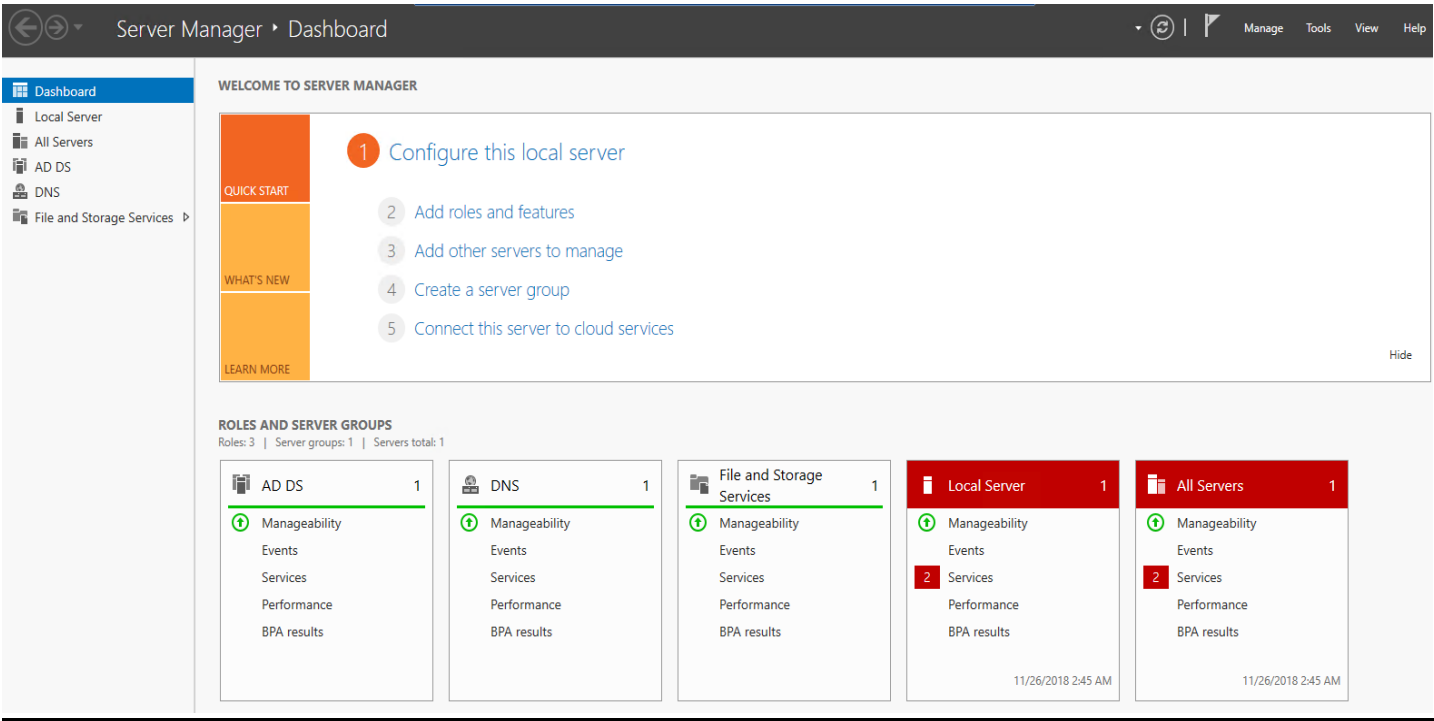 Server Manager ‣ Dashboard
Manage Tools View Help
Dashboard
Local Server
All Servers
AD DS
DNS
File and Storage Services
WELCOME TO SERVER MANAGER
QUICK START
WHAT'S NEW
LEARN MORE
1 Configure this local server
2 Add roles and features
3 Add other servers to manage
4 Create a server group
5 Connect this server to cloud services
Hide
ROLES AND SERVER GROUPS
Roles: 3 | Server groups: 1 | Servers total: 1
AD DS 1
Manageability
Events
Services
Performance
BPA results
DNS 1
Manageability
Events
Services
Performance
BPA results
File and Storage
Services 1
Manageability
Events
Services
Performance
BPA results
Local Server 1
Manageability
Events
2 Services
Performance
BPA results
11/26/2018 2:45 AM
All Servers 1
Manageability
Events
2 Services
Performance
BPA results
11/26/2018 2:45 AM